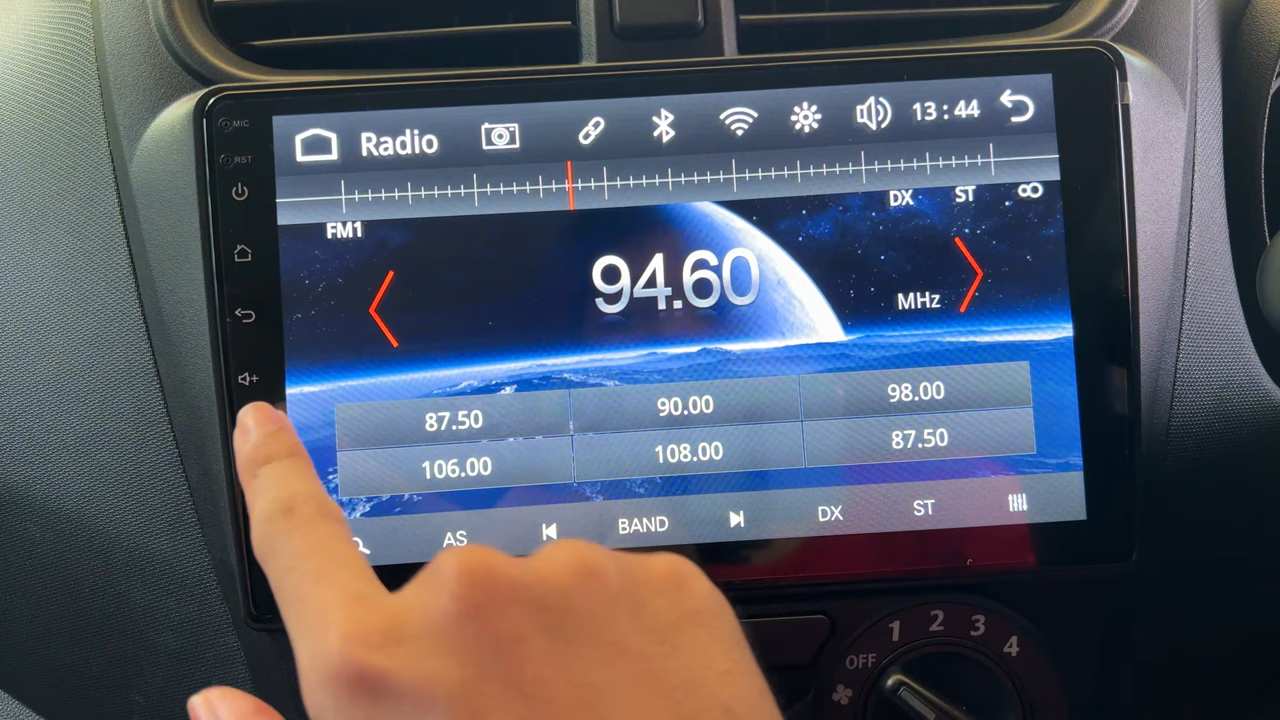 MIC
Radio
13:44
RST
DX ST
FM1
94.60
MHz
87.50 90.00 98.00
106.00 108.00 87.50
AS BAND DX ST
1 2 3 4
OFF